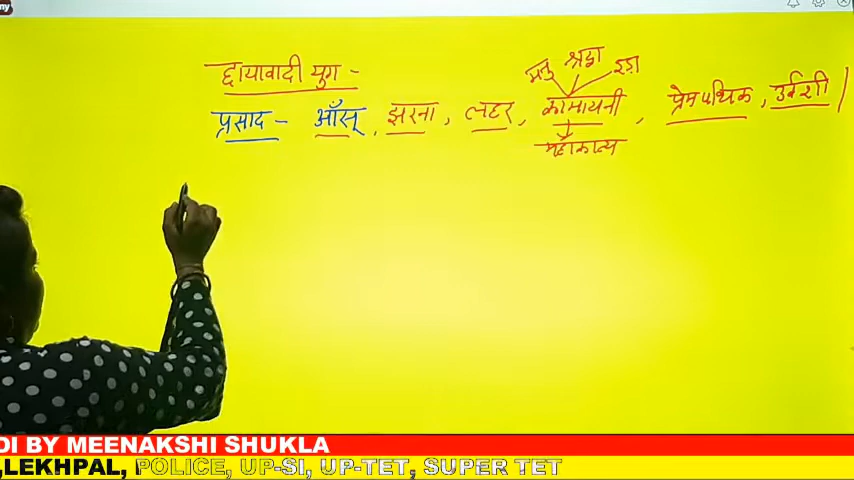 छायावादी युग -
मनु श्रद्धा इड़ा
प्रसाद - आँसू, झरना, लहर, कामायनी, प्रेमपथिक, उर्वशी
महाकाव्य
DI BY MEENAKSHI SHUKLA
,LEKHPAL, POLICE, UP-SI, UP-TET, SUPER TET